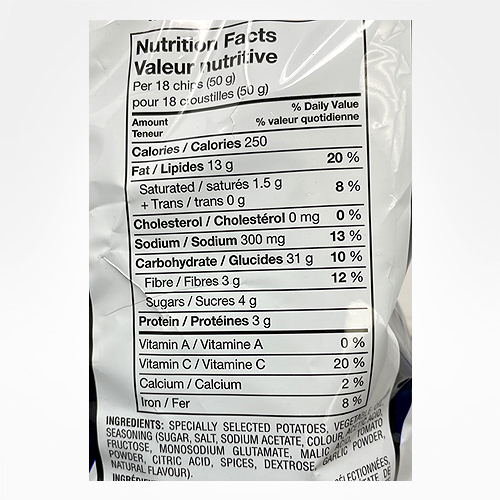 Nutrition Facts
Valeur nutritive
Per 18 chips (50 g)
pour 18 croustilles (50 g)
Amount % Daily Value
Teneur % valeur quotidienne
Calories / Calories 250
Fat / Lipides 13 g 20 %
Saturated / saturés 1.5 g 8 %
+ Trans / trans 0 g
Cholesterol / Cholestérol 0 mg 0 %
Sodium / Sodium 300 mg 13 %
Carbohydrate / Glucides 31 g 10 %
Fibre / Fibres 3 g 12 %
Sugars / Sucres 4 g
Protein / Protéines 3 g
Vitamin A / Vitamine A 0 %
Vitamin C / Vitamine C 20 %
Calcium / Calcium 2 %
Iron / Fer 8 %
INGREDIENTS: SPECIALLY SELECTED POTATOES,
SEASONING (SUGAR, SALT, SODIUM ACETATE, COLOUR,
FRUCTOSE, MONOSODIUM GLUTAMATE, MALIC TOMATO
POWDER, CITRIC ACID, SPICES, DEXTROSE, GARLIC POWDER,
NATURAL FLAVOUR).